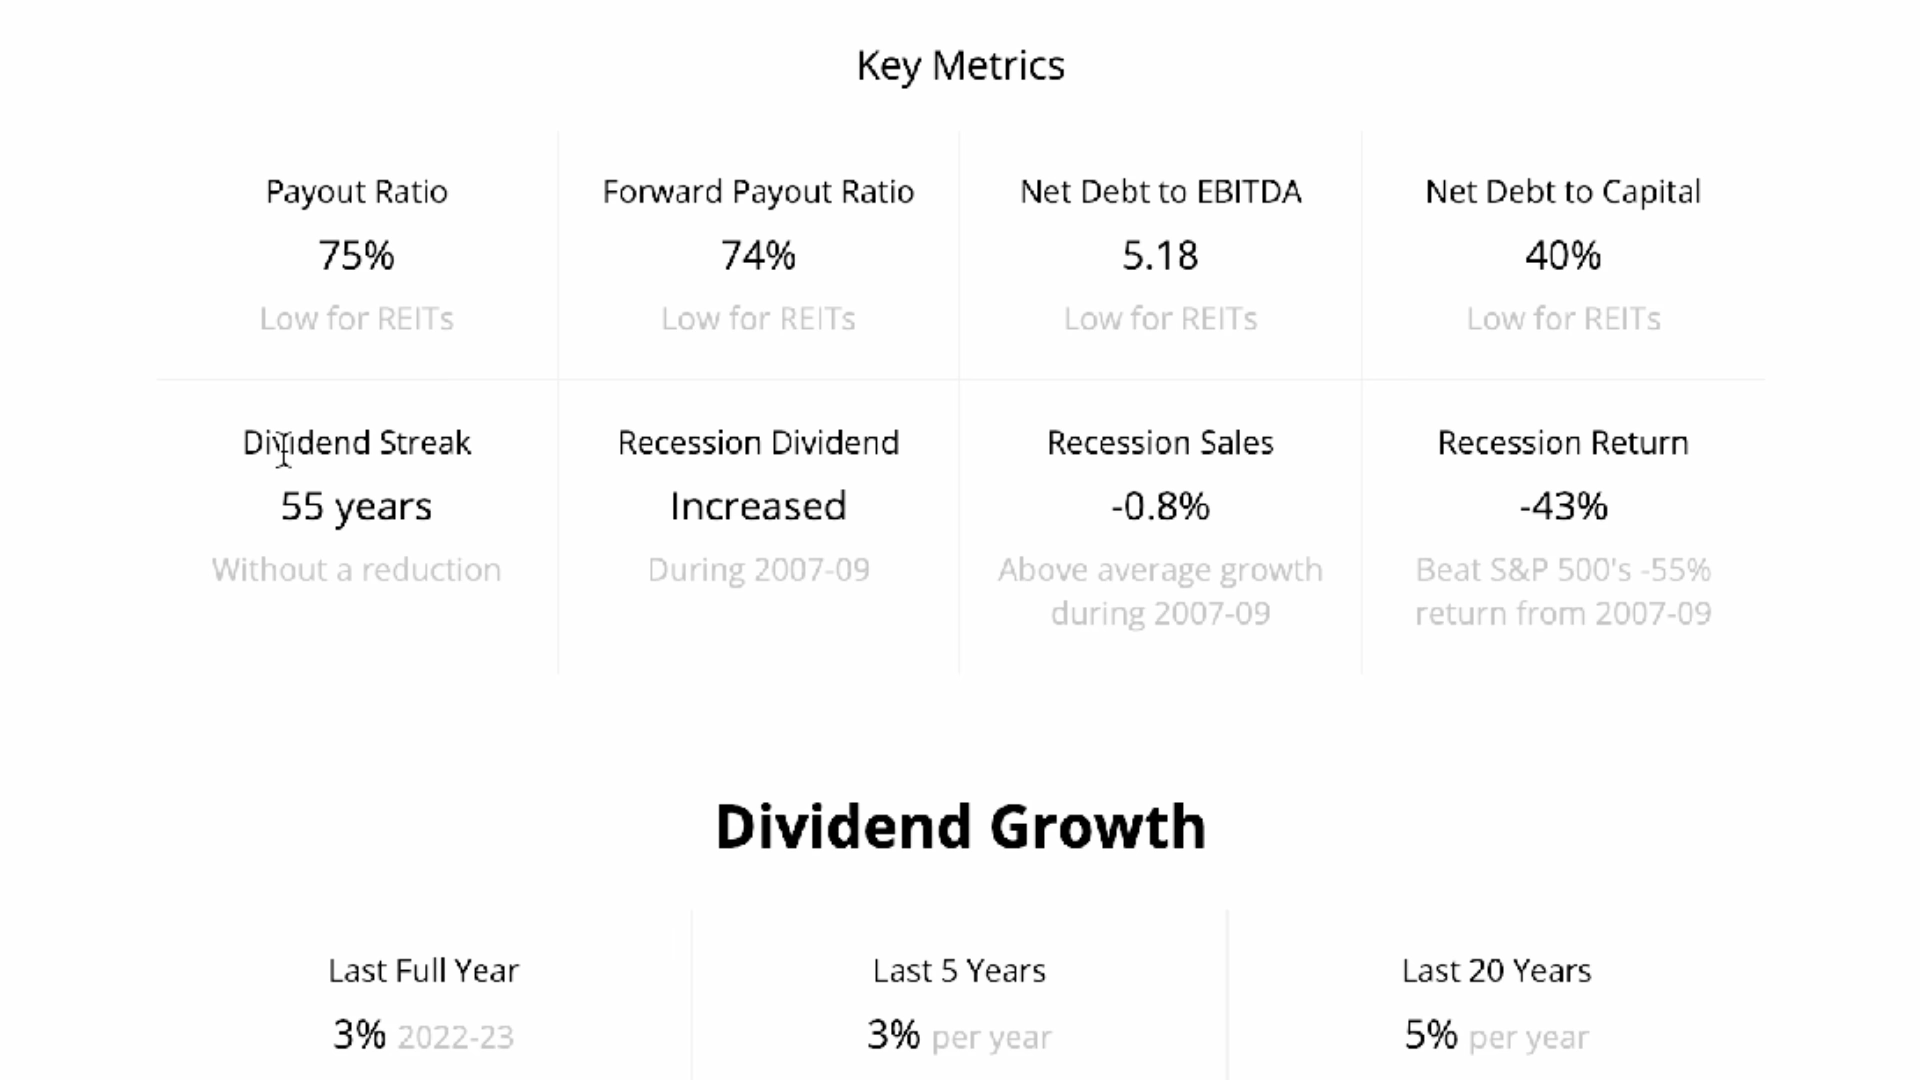 Key Metrics
Payout Ratio
75%
Low for REITs
Forward Payout Ratio
74%
Low for REITs
Net Debt to EBITDA
5.18
Low for REITs
Net Debt to Capital
40%
Low for REITs
Dividend Streak
55 years
Without a reduction
Recession Dividend
Increased
During 2007-09
Recession Sales
-0.8%
Above average growth
during 2007-09
Recession Return
-43%
Beat S&P 500's -55%
return from 2007-09
Dividend Growth
Last Full Year
3% 2022-23
Last 5 Years
3% per year
Last 20 Years
5% per year